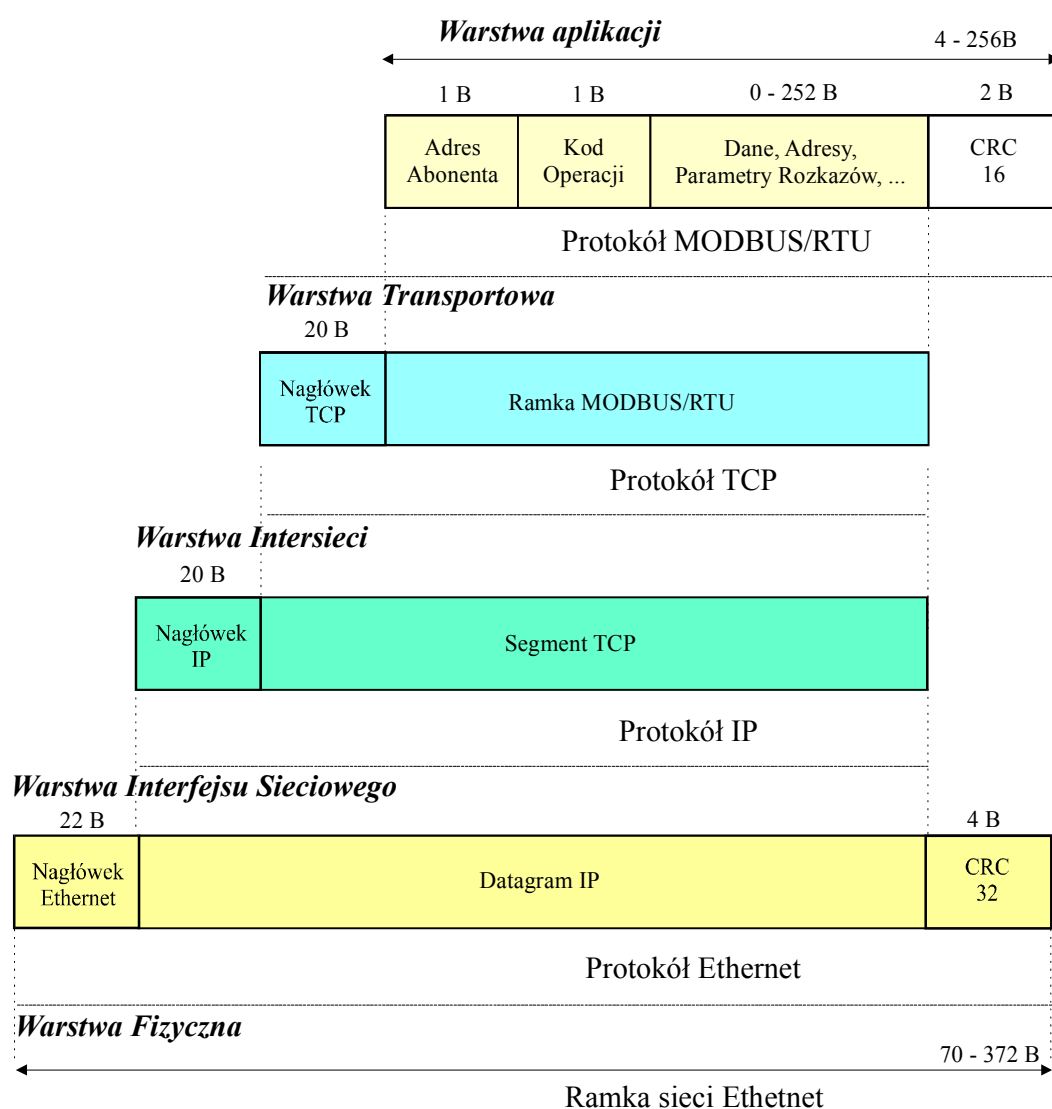 Warstwa aplikacji
4 - 256B
1 B 1 B 0 - 252 B 2 B
Adres
Abonenta
Kod
Operacji
Dane, Adresy,
Parametry Rozkazów, ...
CRC
16
Protokół MODBUS/RTU
Warstwa Transportowa
20 B
Nagłówek
TCP
Ramka MODBUS/RTU
Protokół TCP
Warstwa Intersieci
20 B
Nagłówek
IP
Segment TCP
Protokół IP
Warstwa Interfejsu Sieciowego
22 B 4 B
Nagłówek
Ethernet
Datagram IP
CRC
32
Protokół Ethernet
Warstwa Fizyczna
70 - 372 B
Ramka sieci Ethetnet